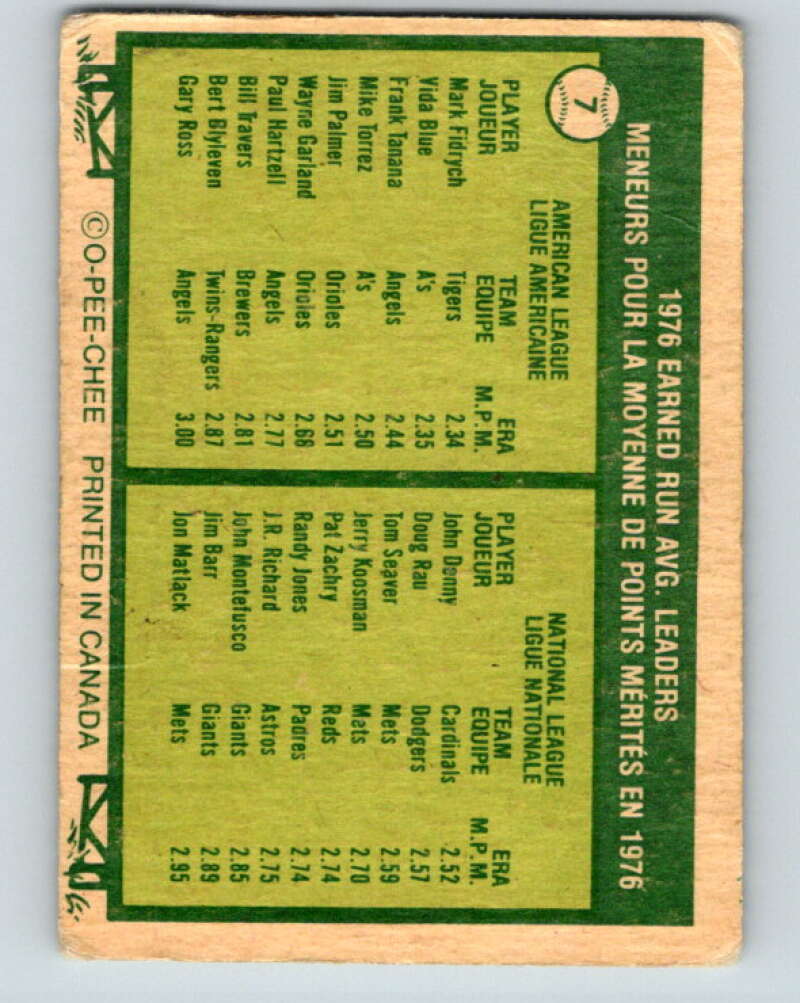 7
1976 EARNED RUN AVG. LEADERS
MENEURS POUR LA MOYENNE DE POINTS MÉRITÉS EN 1976
AMERICAN LEAGUE
LIGUE AMERICAINE
PLAYER TEAM ERA
JOUEUR EQUIPE M.P.M.
Mark Fidrych Tigers 2.34
Vida Blue A's 2.35
Frank Tanana Angels 2.44
Mike Torrez A's 2.50
Jim Palmer Orioles 2.51
Wayne Garland Orioles 2.68
Paul Hartzell Angels 2.77
Bill Travers Brewers 2.81
Bert Blyleven Twins-Rangers 2.87
Gary Ross Angels 3.00
NATIONAL LEAGUE
LIGUE NATIONALE
PLAYER TEAM ERA
JOUEUR EQUIPE M.P.M.
John Denny Cardinals 2.52
Doug Rau Dodgers 2.57
Tom Seaver Mets 2.59
Jerry Koosman Mets 2.70
Pat Zachry Reds 2.74
Randy Jones Padres 2.74
J.R. Richard Astros 2.75
John Montefusco Giants 2.85
Jim Barr Giants 2.89
Jon Matlack Mets 2.95
©O-PEE-CHEE PRINTED IN CANADA